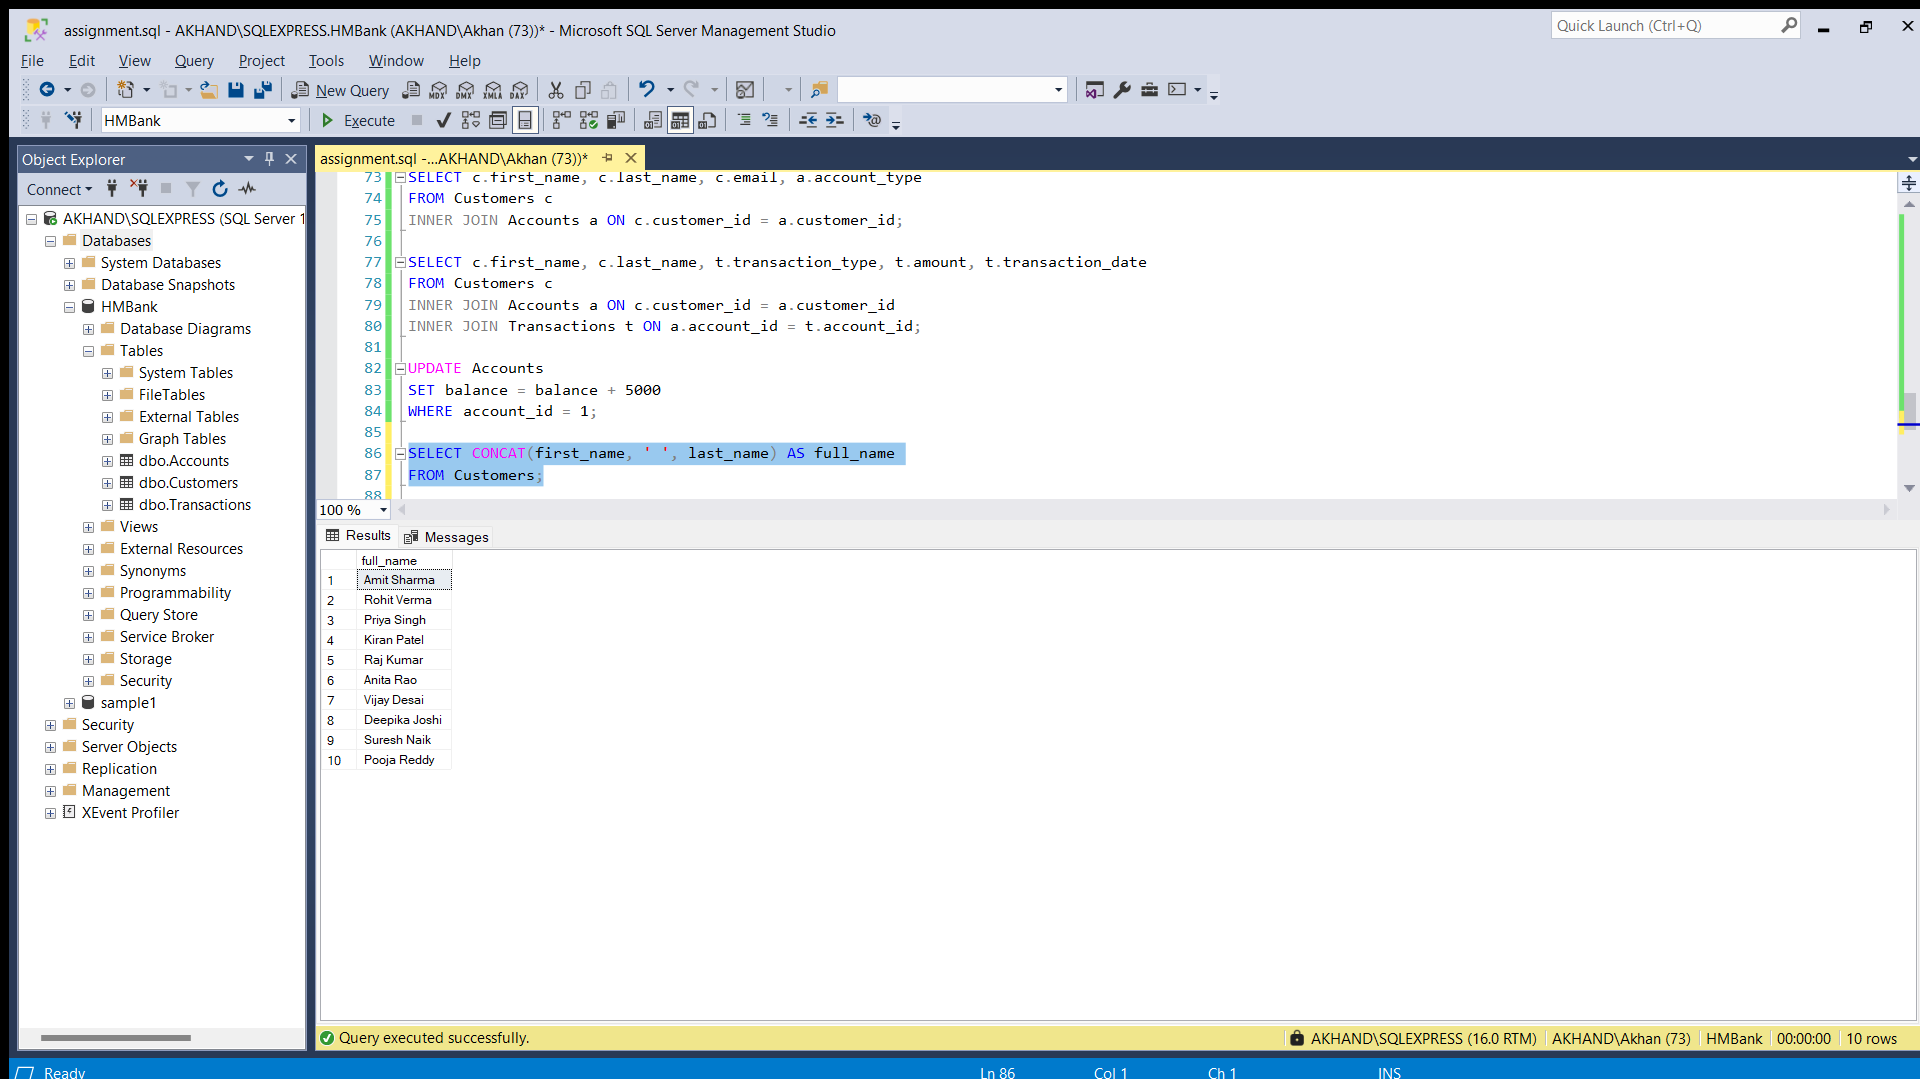 assignment.sql - AKHAND\SQLEXPRESS.HMBank (AKHAND\Akhan (73))* - Microsoft SQL Server Management Studio
Quick Launch (Ctrl+Q)
File Edit View Query Project Tools Window Help
New Query MDX DMX XMLA DAX
HMBank Execute
Object Explorer
Connect
AKHAND\SQLEXPRESS (SQL Server 1
Databases
System Databases
Database Snapshots
HMBank
Database Diagrams
Tables
System Tables
FileTables
External Tables
Graph Tables
dbo.Accounts
dbo.Customers
dbo.Transactions
Views
External Resources
Synonyms
Programmability
Query Store
Service Broker
Storage
Security
sample1
Security
Server Objects
Replication
Management
XEvent Profiler
assignment.sql -...AKHAND\Akhan (73))*
73 SELECT c.first_name, c.last_name, c.email, a.account_type
74 FROM Customers c
75 INNER JOIN Accounts a ON c.customer_id = a.customer_id;
76
77 SELECT c.first_name, c.last_name, t.transaction_type, t.amount, t.transaction_date
78 FROM Customers c
79 INNER JOIN Accounts a ON c.customer_id = a.customer_id
80 INNER JOIN Transactions t ON a.account_id = t.account_id;
81
82 UPDATE Accounts
83 SET balance = balance + 5000
84 WHERE account_id = 1;
85
86 SELECT CONCAT(first_name, ' ', last_name) AS full_name
87 FROM Customers;
88
100 %
Results Messages
full_name
1 Amit Sharma
2 Rohit Verma
3 Priya Singh
4 Kiran Patel
5 Raj Kumar
6 Anita Rao
7 Vijay Desai
8 Deepika Joshi
9 Suresh Naik
10 Pooja Reddy
Query executed successfully. AKHAND\SQLEXPRESS (16.0 RTM) AKHAND\Akhan (73) HMBank 00:00:00 10 rows
Ready Ln 86 Col 1 Ch 1 INS